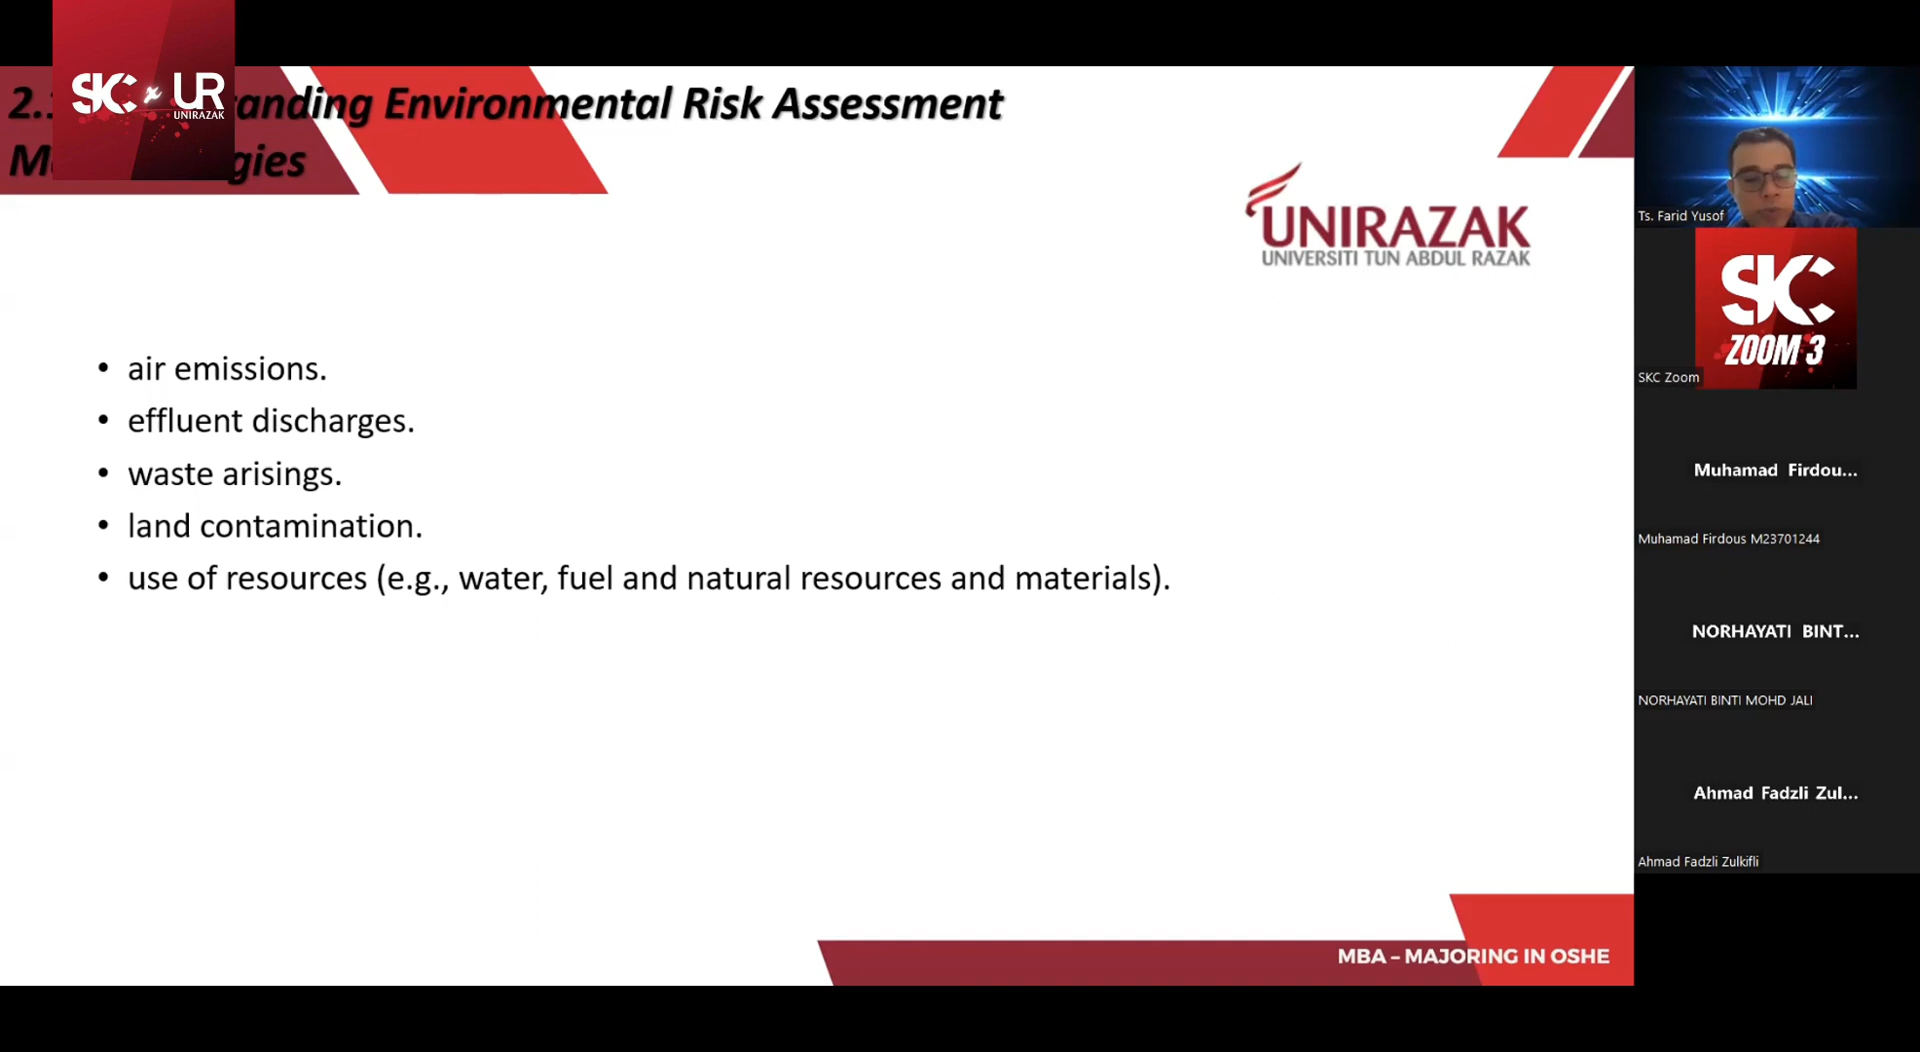 SKC x UR
UNIRAZAK
Environmental Risk Assessment
UNIRAZAK
UNIVERSITI TUN ABDUL RAZAK
• air emissions.
• effluent discharges.
• waste arisings.
• land contamination.
• use of resources (e.g., water, fuel and natural resources and materials).
MBA – MAJORING IN OSHE
Ts. Farid Yusof
SKC
ZOOM 3
SKC Zoom
Muhamad Firdou...
Muhamad Firdous M23701244
NORHAYATI BINT...
NORHAYATI BINTI MOHD JALI
Ahmad Fadzli Zul...
Ahmad Fadzli Zulkifli